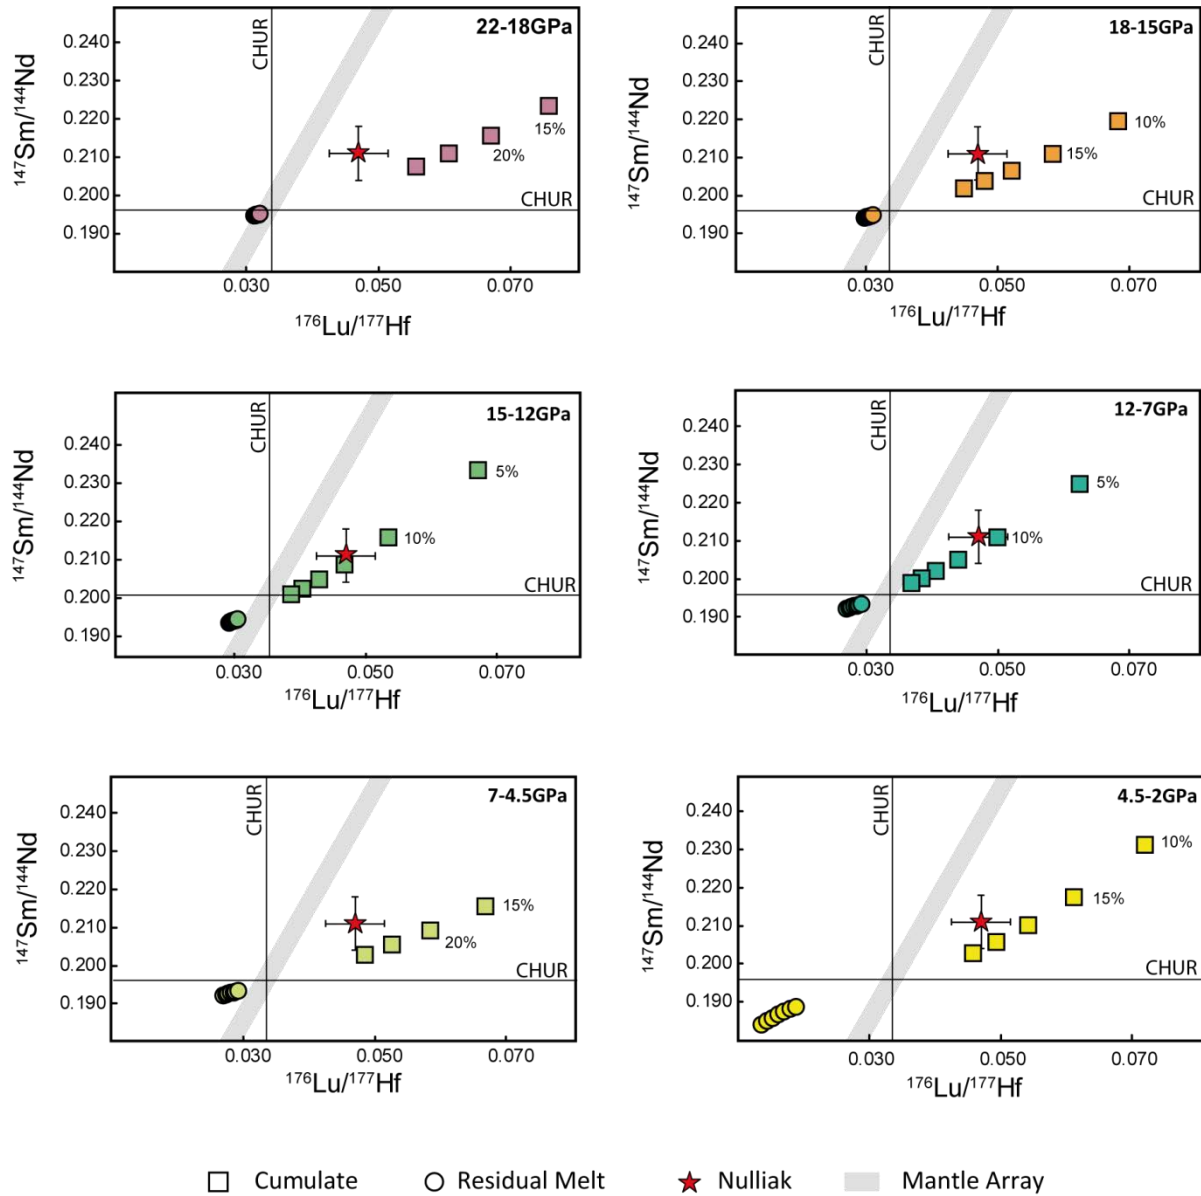 22-18GPa
CHUR
0.240
0.230
0.220
0.210
0.200
0.190
15%
20%
CHUR
0.030 0.050 0.070
¹⁴⁷Sm/¹⁴⁴Nd
¹⁷⁶Lu/¹⁷⁷Hf
18-15GPa
CHUR
0.240
0.230
0.220
0.210
0.200
0.190
10%
15%
CHUR
0.030 0.050 0.070
¹⁴⁷Sm/¹⁴⁴Nd
¹⁷⁶Lu/¹⁷⁷Hf
15-12GPa
CHUR
0.240
0.230
0.220
0.210
0.200
0.190
5%
10%
CHUR
0.030 0.050 0.070
¹⁴⁷Sm/¹⁴⁴Nd
¹⁷⁶Lu/¹⁷⁷Hf
12-7GPa
CHUR
0.240
0.230
0.220
0.210
0.200
0.190
5%
10%
CHUR
0.030 0.050 0.070
¹⁴⁷Sm/¹⁴⁴Nd
¹⁷⁶Lu/¹⁷⁷Hf
7-4.5GPa
CHUR
0.240
0.230
0.220
0.210
0.200
0.190
15%
20%
CHUR
0.030 0.050 0.070
¹⁴⁷Sm/¹⁴⁴Nd
¹⁷⁶Lu/¹⁷⁷Hf
4.5-2GPa
CHUR
0.240
0.230
0.220
0.210
0.200
0.190
10%
15%
CHUR
0.030 0.050 0.070
¹⁴⁷Sm/¹⁴⁴Nd
¹⁷⁶Lu/¹⁷⁷Hf
Cumulate Residual Melt Nulliak Mantle Array